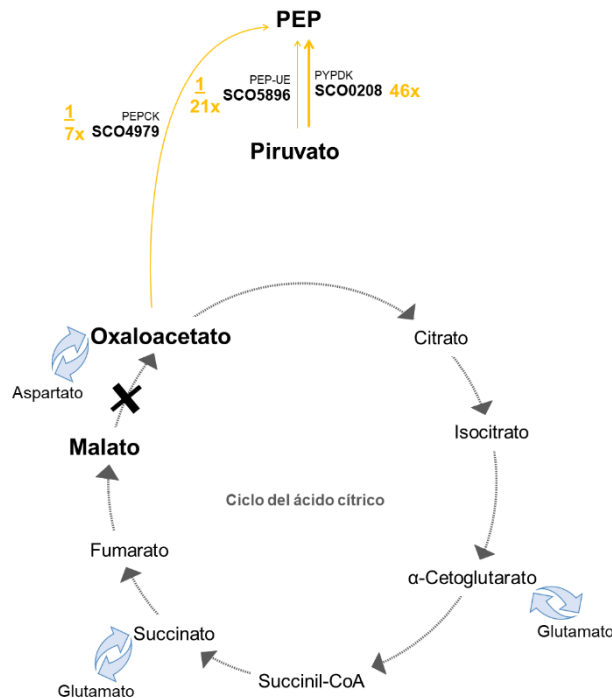 PEP
1
7x
PEPCK
SCO4979
1
21x
PEP-UE
SCO5896
PYPDK
SCO0208
46x
Piruvato
Oxaloacetato
Citrato
Aspartato
Isocitrato
Malato
Ciclo del ácido cítrico
Fumarato
α-Cetoglutarato
Glutamato
Succinato
Glutamato
Succinil-CoA